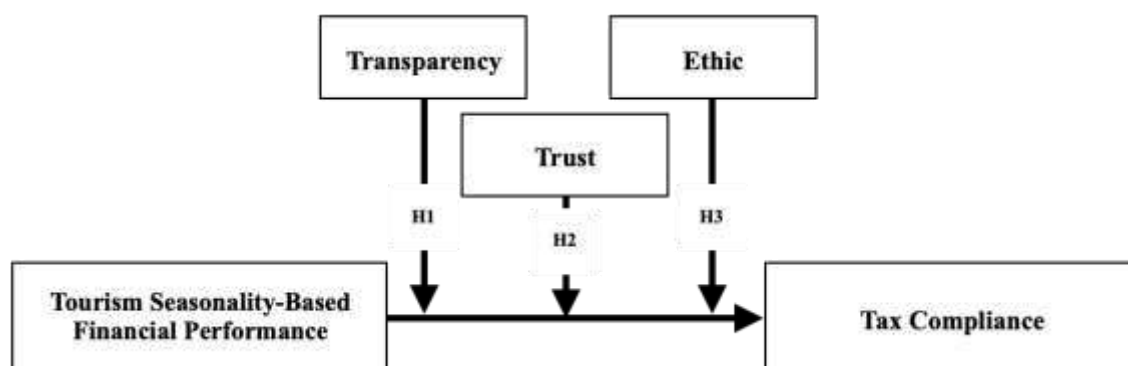 Transparency
Ethic
Trust
H1
H2
H3
Tourism Seasonality-Based
Financial Performance
Tax Compliance